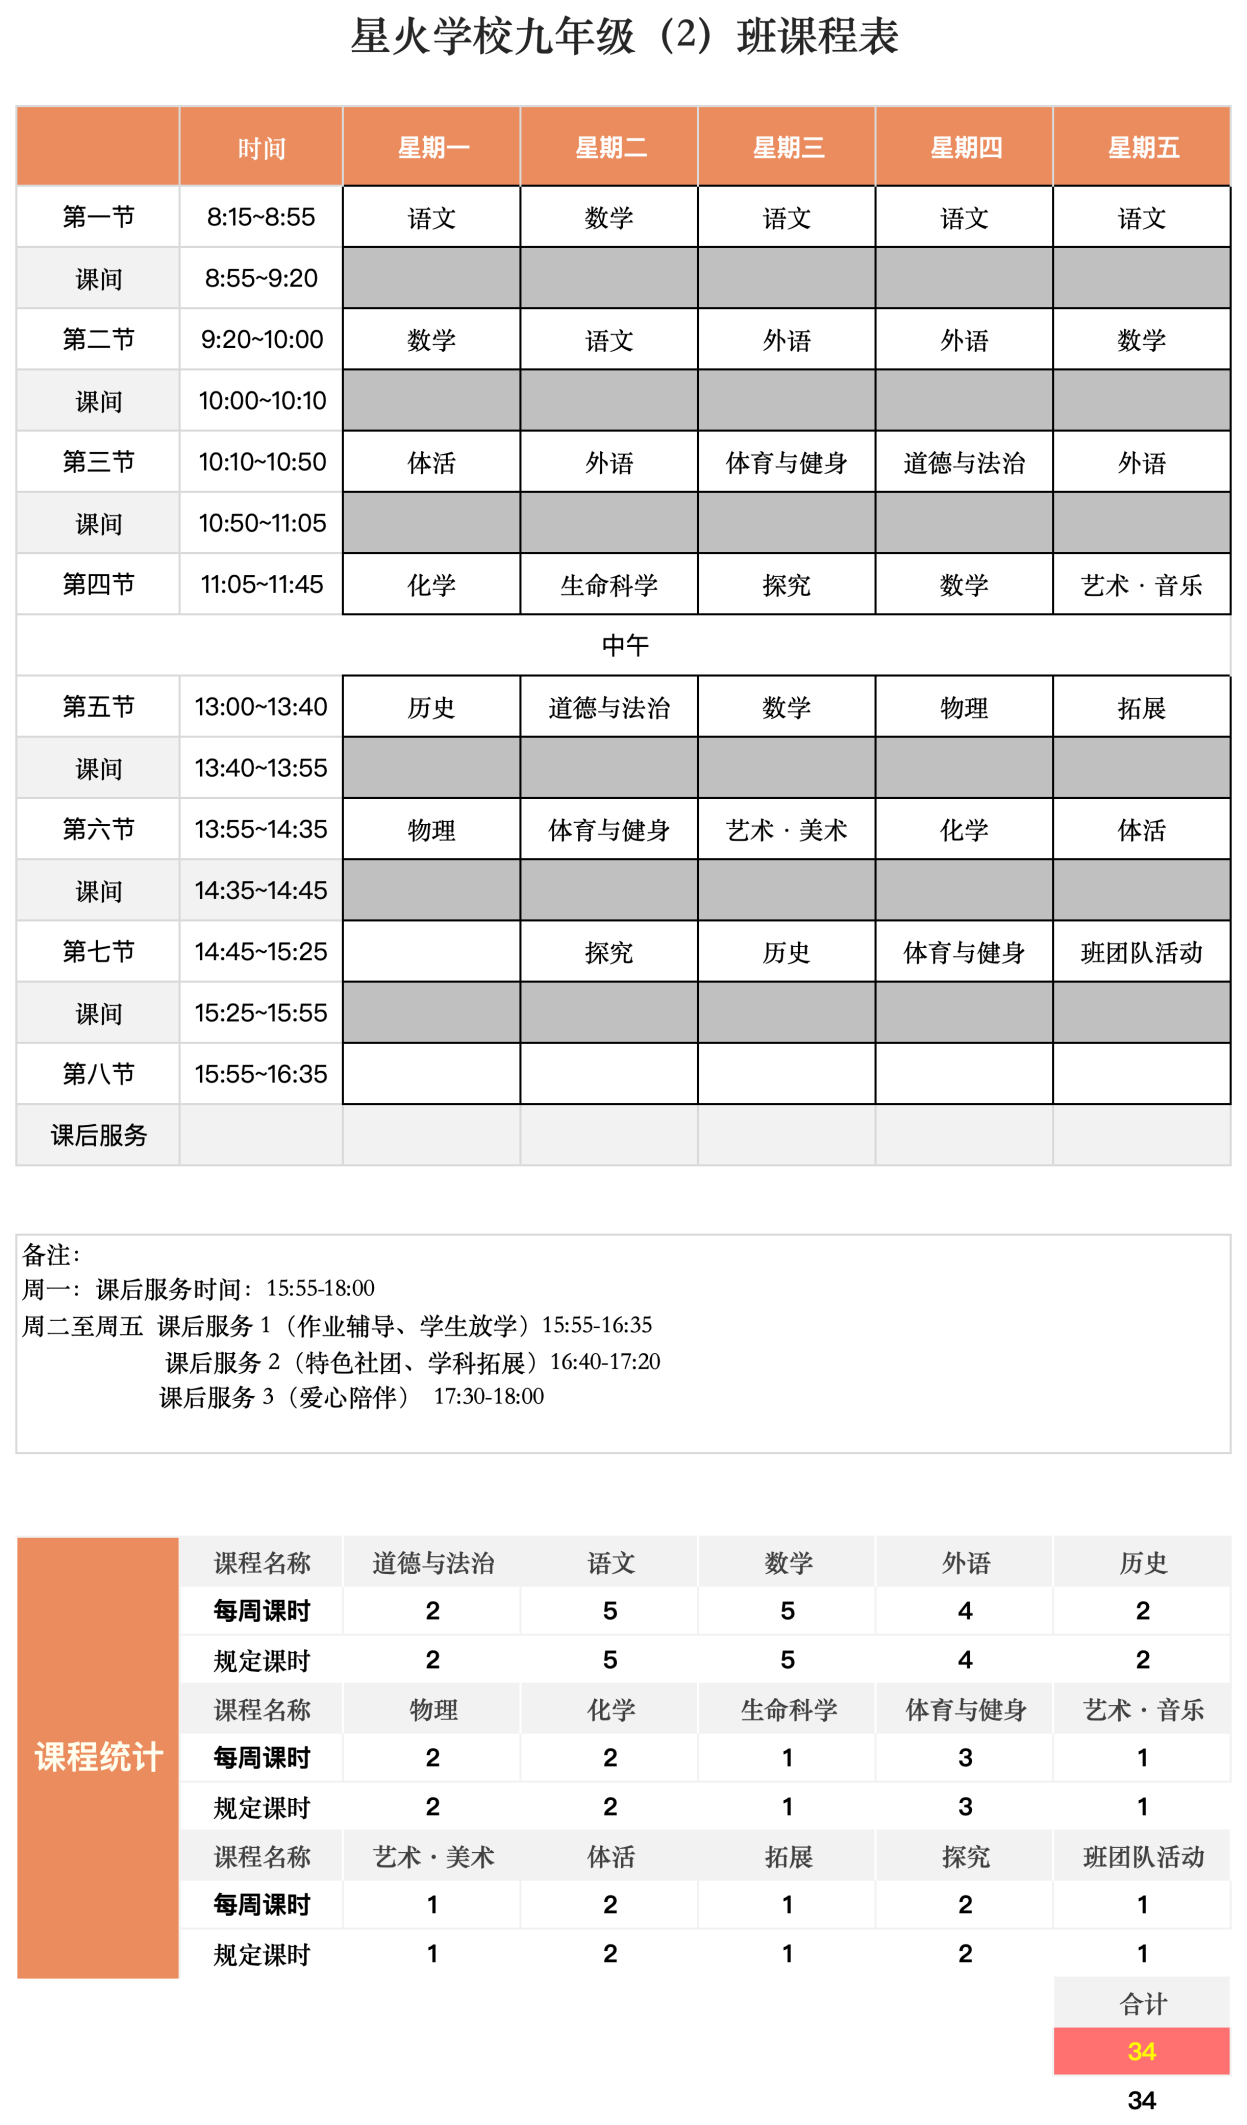 星火学校九年级（2）班课程表
时间 星期一 星期二 星期三 星期四 星期五
第一节 8:15~8:55 语文 数学 语文 语文 语文
课间 8:55~9:20
第二节 9:20~10:00 数学 语文 外语 外语 数学
课间 10:00~10:10
第三节 10:10~10:50 体活 外语 体育与健身 道德与法治 外语
课间 10:50~11:05
第四节 11:05~11:45 化学 生命科学 探究 数学 艺术·音乐
中午
第五节 13:00~13:40 历史 道德与法治 数学 物理 拓展
课间 13:40~13:55
第六节 13:55~14:35 物理 体育与健身 艺术·美术 化学 体活
课间 14:35~14:45
第七节 14:45~15:25 探究 历史 体育与健身 班团队活动
课间 15:25~15:55
第八节 15:55~16:35
课后服务
备注：
周一：课后服务时间：15:55-18:00
周二至周五 课后服务 1（作业辅导、学生放学）15:55-16:35
课后服务 2（特色社团、学科拓展）16:40-17:20
课后服务 3（爱心陪伴） 17:30-18:00
课程统计
课程名称 道德与法治 语文 数学 外语 历史
每周课时 2 5 5 4 2
规定课时 2 5 5 4 2
课程名称 物理 化学 生命科学 体育与健身 艺术·音乐
每周课时 2 2 1 3 1
规定课时 2 2 1 3 1
课程名称 艺术·美术 体活 拓展 探究 班团队活动
每周课时 1 2 1 2 1
规定课时 1 2 1 2 1
合计
34
34